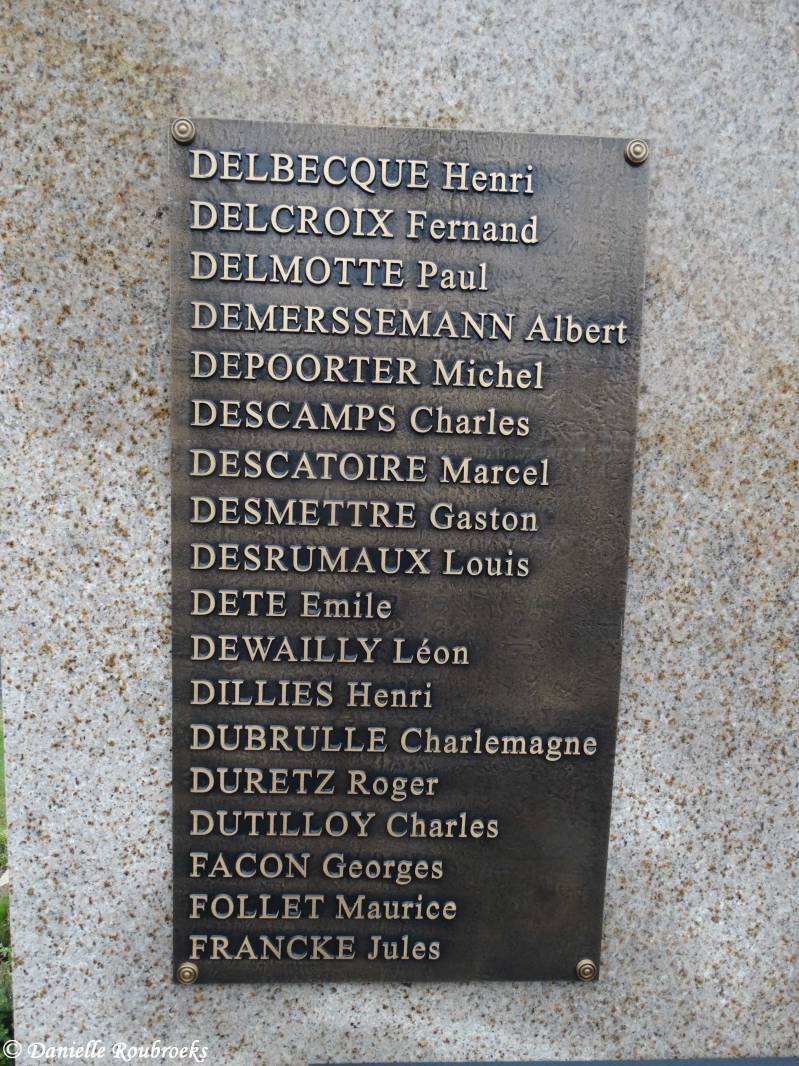 DELBECQUE Henri
DELCROIX Fernand
DELMOTTE Paul
DEMERSSEMANN Albert
DEPOORTER Michel
DESCAMPS Charles
DESCATOIRE Marcel
DESMETTRE Gaston
DESRUMAUX Louis
DETE Emile
DEWAILLY Léon
DILLIES Henri
DUBRULLE Charlemagne
DURETZ Roger
DUTILLOY Charles
FACON Georges
FOLLET Maurice
FRANCKE Jules
© Danielle Roubroeks